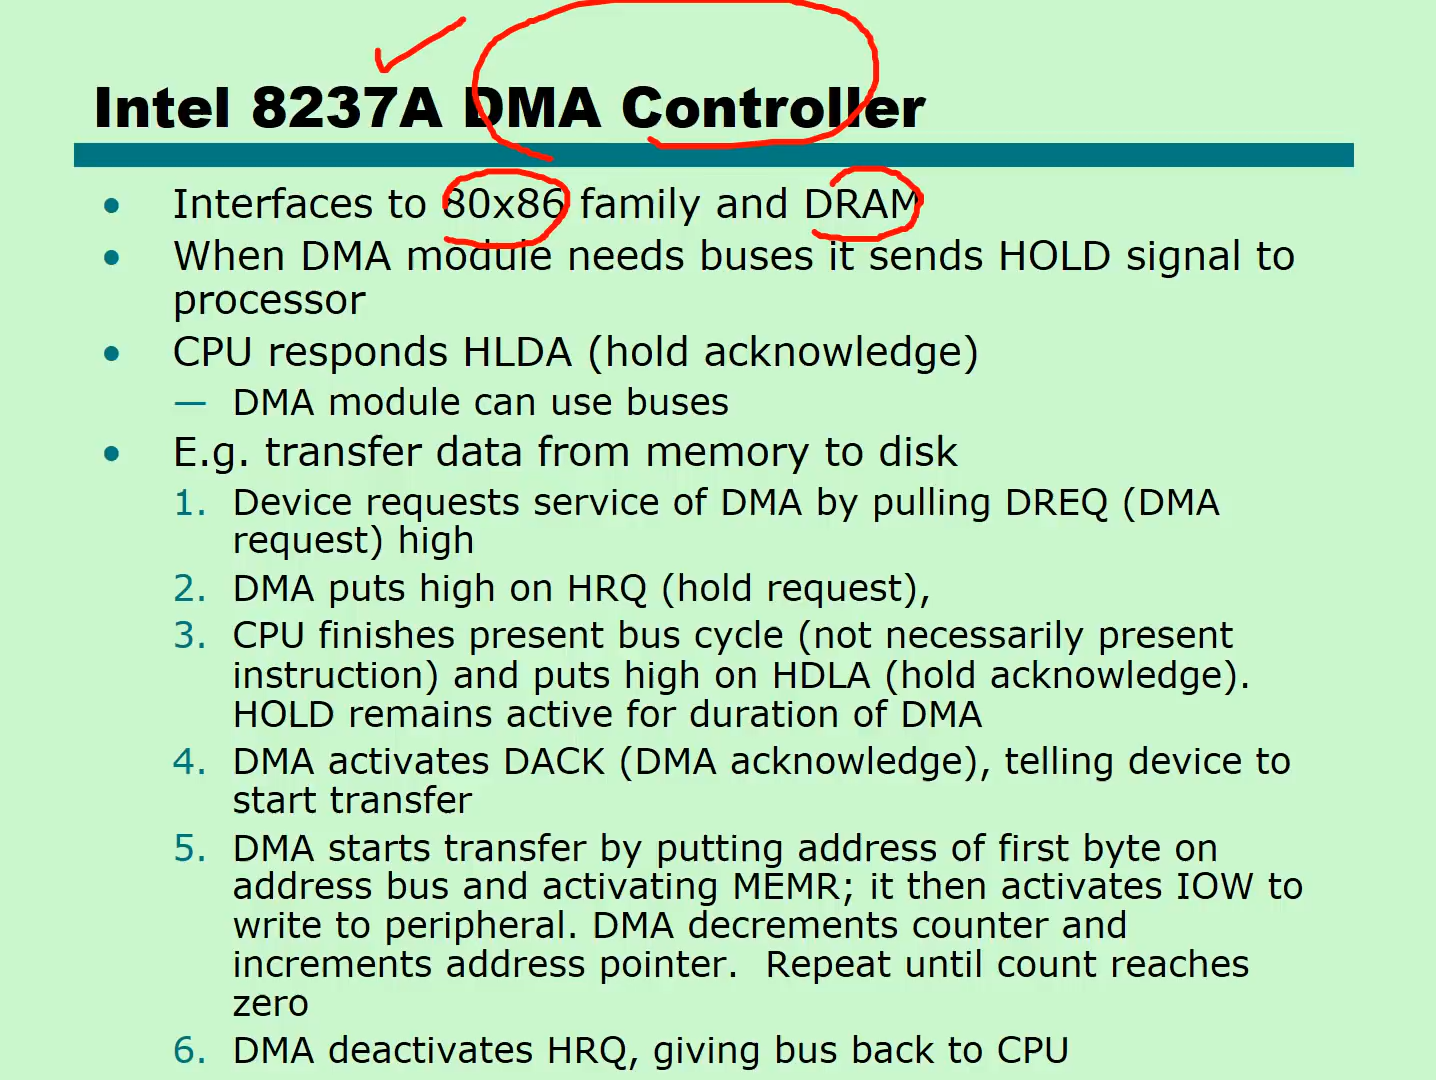 Intel 8237A DMA Controller
• Interfaces to 80x86 family and DRAM
• When DMA module needs buses it sends HOLD signal to
processor
• CPU responds HLDA (hold acknowledge)
— DMA module can use buses
• E.g. transfer data from memory to disk
1. Device requests service of DMA by pulling DREQ (DMA
request) high
2. DMA puts high on HRQ (hold request),
3. CPU finishes present bus cycle (not necessarily present
instruction) and puts high on HDLA (hold acknowledge).
HOLD remains active for duration of DMA
4. DMA activates DACK (DMA acknowledge), telling device to
start transfer
5. DMA starts transfer by putting address of first byte on
address bus and activating MEMR; it then activates IOW to
write to peripheral. DMA decrements counter and
increments address pointer.  Repeat until count reaches
zero
6. DMA deactivates HRQ, giving bus back to CPU